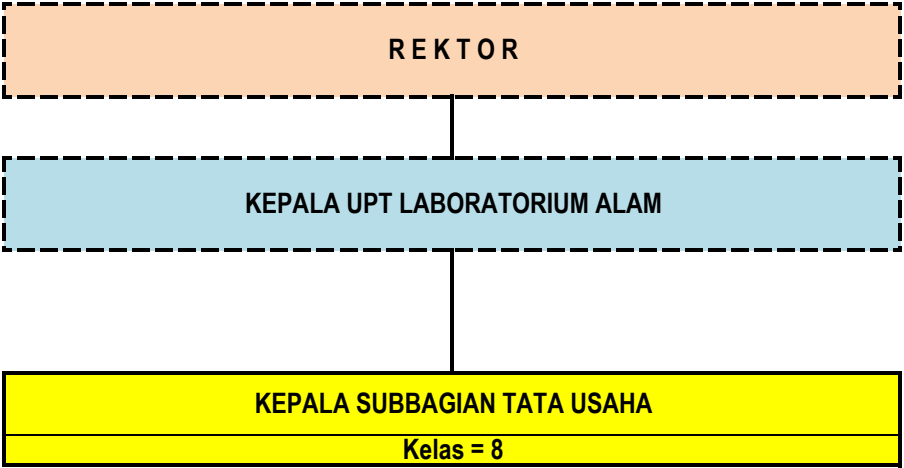 R E K T O R
KEPALA UPT LABORATORIUM ALAM
KEPALA SUBBAGIAN TATA USAHA
Kelas = 8